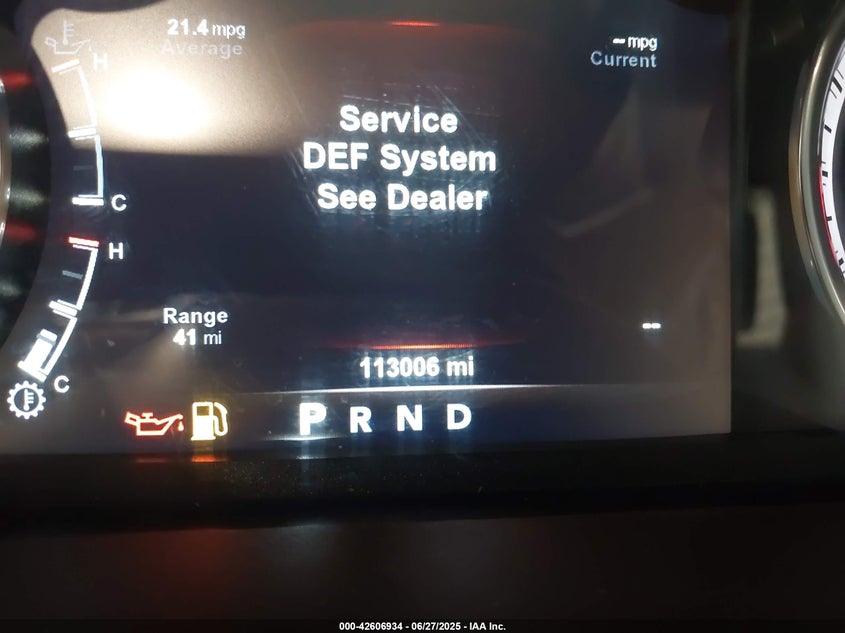 21.4 mpg
Average
-- mpg
Current
H
Service
DEF System
See Dealer
C
H
Range
41 mi
--
113006 mi
C
P R N D
000-42606934 - 06/27/2025 - IAA Inc.